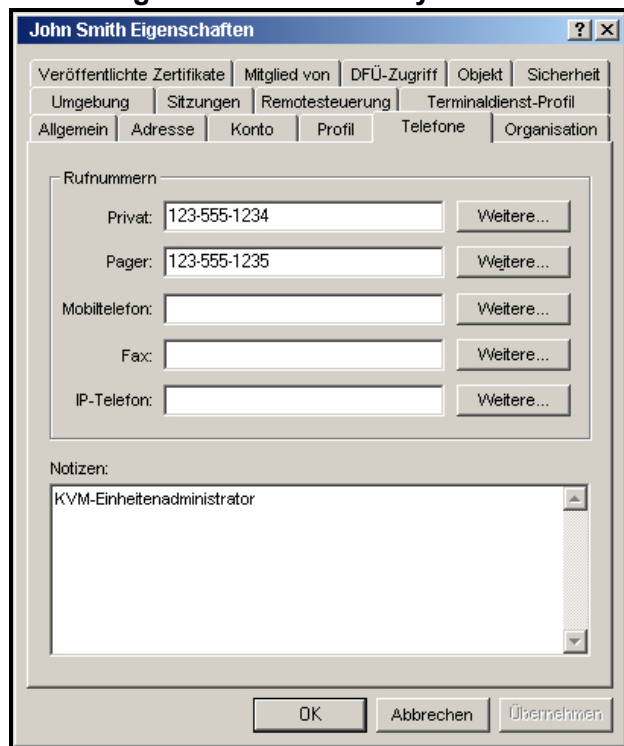 John Smith Eigenschaften
Veröffentlichte Zertifikate Mitglied von DFÜ-Zugriff Objekt Sicherheit
Umgebung Sitzungen Remotesteuerung Terminaldienst-Profil
Allgemein Adresse Konto Profil Telefone Organisation
Rufnummern
Privat: 123-555-1234 Weitere...
Pager: 123-555-1235 Weitere...
Mobiltelefon: Weitere...
Fax: Weitere...
IP-Telefon: Weitere...
Notizen:
KVM-Einheitenadministrator
OK Abbrechen Übernehmen